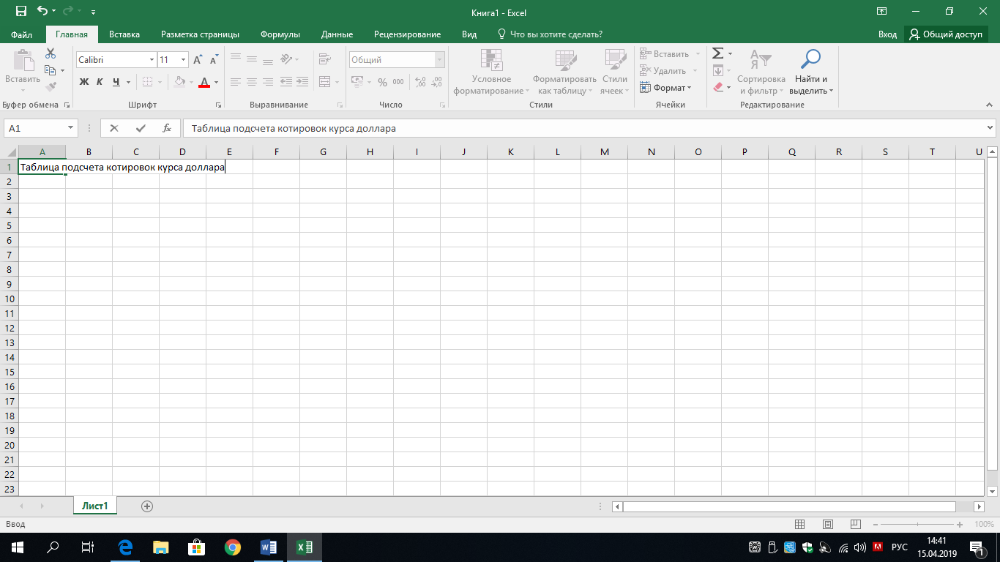 Книга1 - Excel
Файл Главная Вставка Разметка страницы Формулы Данные Рецензирование Вид Что вы хотите сделать? Вход Общий доступ
Вставить
Буфер обмена
Calibri 11
Ж К Ч А
Шрифт
Выравнивание
Общий
% 000
Число
Условное форматирование
Форматировать как таблицу
Стили ячеек
Стили
Вставить
Удалить
Формат
Ячейки
Сортировка и фильтр
Найти и выделить
Редактирование
A1 fx Таблица подсчета котировок курса доллара
A B C D E F G H I J K L M N O P Q R S T U
1 Таблица подсчета котировок курса доллара
2
3
4
5
6
7
8
9
10
11
12
13
14
15
16
17
18
19
20
21
22
23
Лист1
Ввод 100%
РУС 14:41
15.04.2019
1